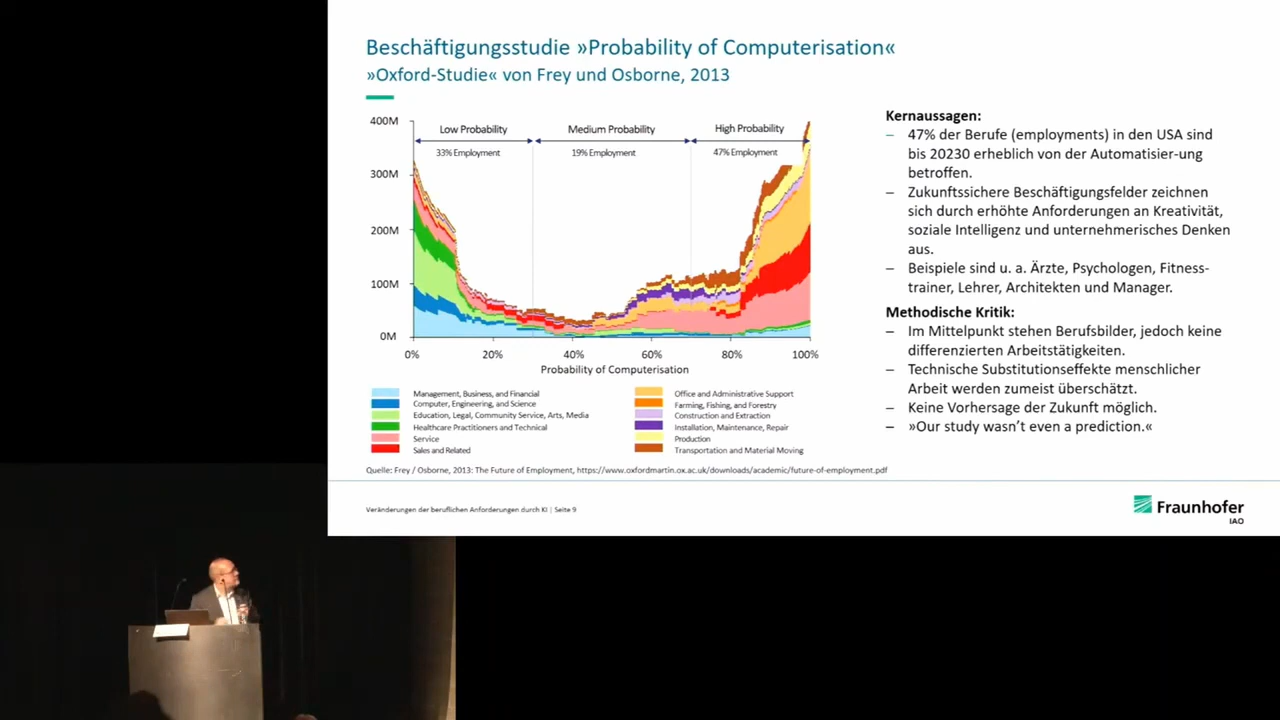 Beschäftigungsstudie »Probability of Computerisation«
»Oxford-Studie« von Frey und Osborne, 2013
400M
300M
200M
100M
0M
Low Probability
Medium Probability
High Probability
33% Employment
19% Employment
47% Employment
0%
20%
40%
60%
80%
100%
Probability of Computerisation
Management, Business, and Financial
Computer, Engineering, and Science
Education, Legal, Community Service, Arts, Media
Healthcare Practitioners and Technical
Service
Sales and Related
Office and Administrative Support
Farming, Fishing, and Forestry
Construction and Extraction
Installation, Maintenance, Repair
Production
Transportation and Material Moving
Quelle: Frey / Osborne, 2013: The Future of Employment, https://www.oxfordmartin.ox.ac.uk/downloads/academic/future-of-employment.pdf
Kernaussagen:
– 47% der Berufe (employments) in den USA sind
bis 20230 erheblich von der Automatisier-ung
betroffen.
– Zukunftssichere Beschäftigungsfelder zeichnen
sich durch erhöhte Anforderungen an Kreativität,
soziale Intelligenz und unternehmerisches Denken
aus.
– Beispiele sind u. a. Ärzte, Psychologen, Fitness-
trainer, Lehrer, Architekten und Manager.
Methodische Kritik:
– Im Mittelpunkt stehen Berufsbilder, jedoch keine
differenzierten Arbeitstätigkeiten.
– Technische Substitutionseffekte menschlicher
Arbeit werden zumeist überschätzt.
– Keine Vorhersage der Zukunft möglich.
– »Our study wasn't even a prediction.«
Veränderungen der beruflichen Anforderungen durch KI | Seite 9
Fraunhofer
IAO